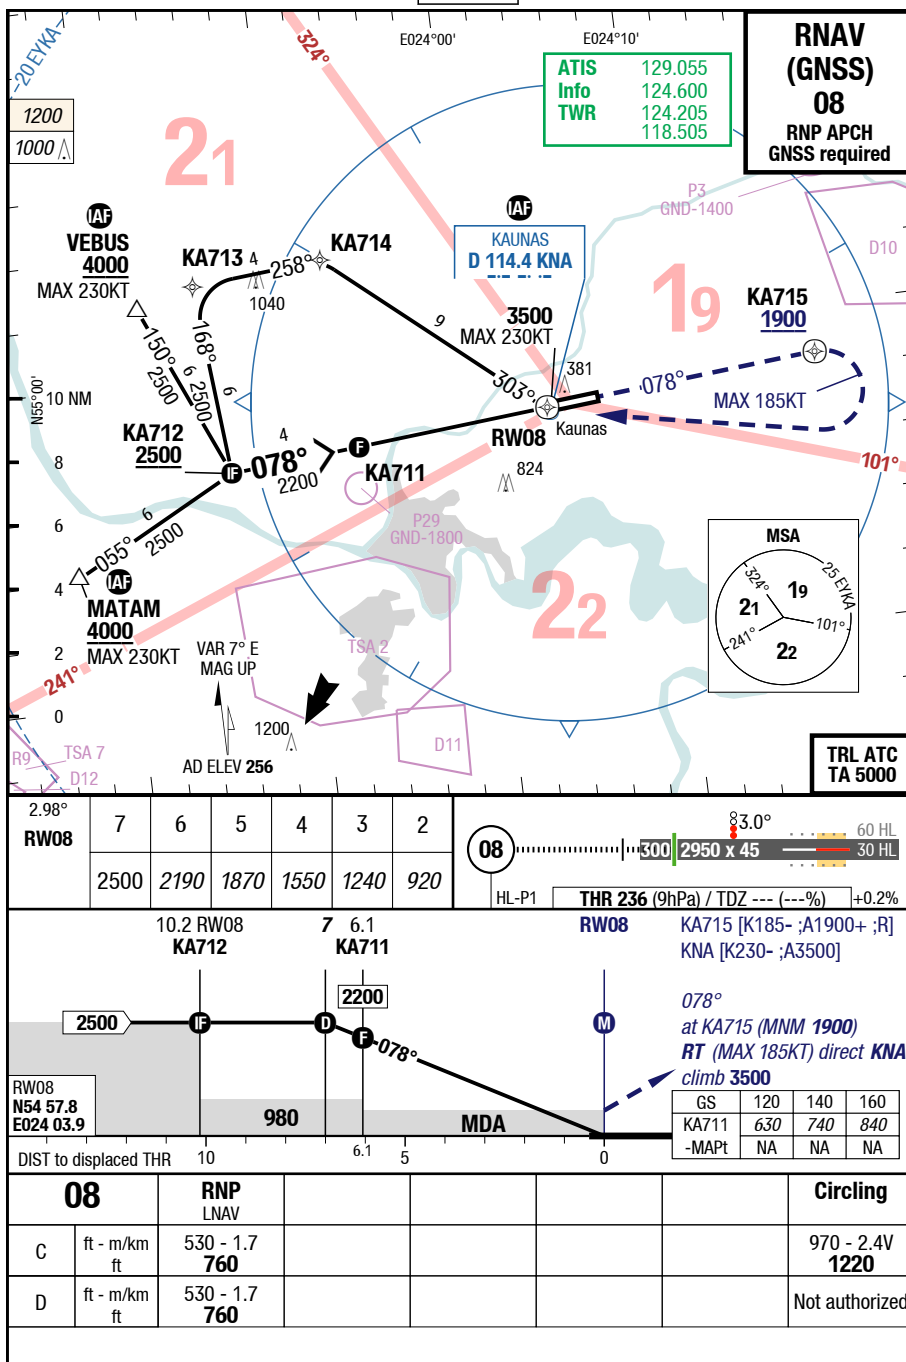 RNAV
(GNSS)
08
RNP APCH
GNSS required
20 EYKA
324°
E024°00'
E024°10'
ATIS 129.055
Info 124.600
TWR 124.205
118.505
1200
1000
21
P3
GND-1400
D10
IAF
VEBUS
4000
MAX 230KT
KA713
4
258°
KA714
1040
IAF
KAUNAS
D 114.4 KNA
19
KA715
1900
3500
MAX 230KT
9
150°
6
2500
168°
6
2500
303°
381
078°
MAX 185KT
N55°00'
10 NM
KA712
2500
4
078°
2200
IF
F
KA711
RW08
Kaunas
824
101°
8
6
4
2
0
6
055°
2500
P29
GND-1800
IAF
MATAM
4000
MAX 230KT
22
MSA
324°
19
25 EYKA
21
101°
241°
22
241°
VAR 7° E
MAG UP
TSA 2
1200
AD ELEV 256
D11
R9
TSA 7
D12
TRL ATC
TA 5000
2.98°
RW08
7 6 5 4 3 2
2500 2190 1870 1550 1240 920
08
3.0°
300 2950 x 45
60 HL
30 HL
HL-P1
THR 236 (9hPa) / TDZ --- (---%)
+0.2%
10.2 RW08
KA712
7 6.1
KA711
RW08
KA715 [K185- ;A1900+ ;R]
KNA [K230- ;A3500]
2500
IF
D
2200
F
078°
M
078°
at KA715 (MNM 1900)
RT (MAX 185KT) direct KNA
climb 3500
RW08
N54 57.8
E024 03.9
980
MDA
GS 120 140 160
KA711 630 740 840
-MAPt NA NA NA
DIST to displaced THR
10
6.1
5
0
08
RNP
LNAV
Circling
C
ft - m/km
ft
530 - 1.7
760
970 - 2.4V
1220
D
ft - m/km
ft
530 - 1.7
760
Not authorized